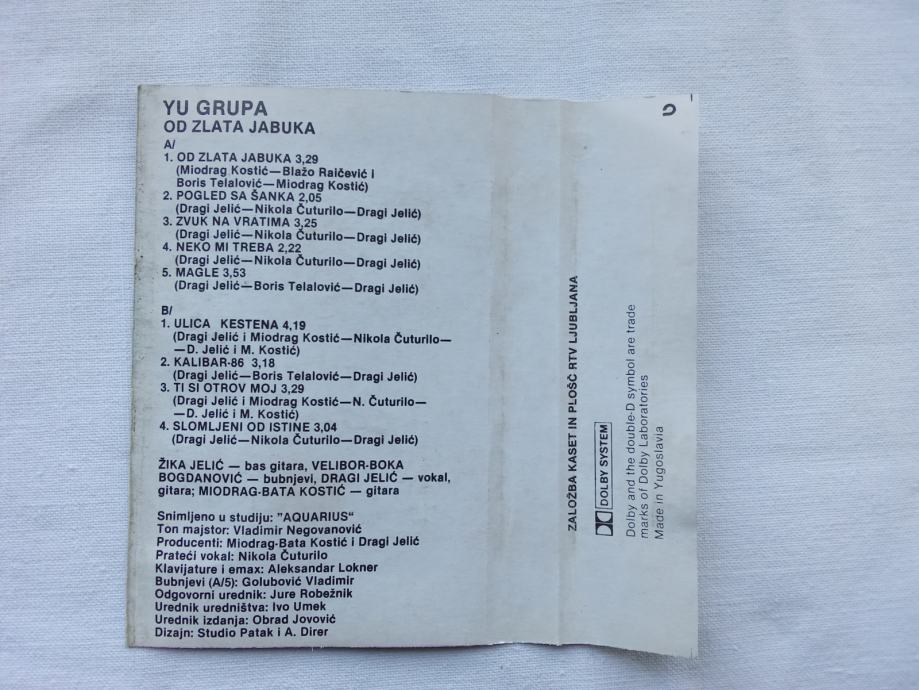 YU GRUPA
OD ZLATA JABUKA
A/
1. OD ZLATA JABUKA 3,29
(Miodrag Kostić—Blažo Raičević i
Boris Telalović—Miodrag Kostić)
2. POGLED SA ŠANKA 2,05
(Dragi Jelić—Nikola Čuturilo—Dragi Jelić)
3. ZVUK NA VRATIMA 3,25
(Dragi Jelić—Nikola Čuturilo—Dragi Jelić)
4. NEKO MI TREBA 2,22
(Dragi Jelić—Nikola Čuturilo—Dragi Jelić)
5. MAGLE 3,53
(Dragi Jelić—Boris Telalović—Dragi Jelić)
B/
1. ULICA KESTENA 4,19
(Dragi Jelić i Miodrag Kostić—Nikola Čuturilo—
—D. Jelić i M. Kostić)
2. KALIBAR-86 3,18
(Dragi Jelić—Boris Telalović—Dragi Jelić)
3. TI SI OTROV MOJ 3,29
(Dragi Jelić i Miodrag Kostić—N. Čuturilo—
—D. Jelić i M. Kostić)
4. SLOMLJENI OD ISTINE 3,04
(Dragi Jelić—Nikola Čuturilo—Dragi Jelić)
ŽIKA JELIĆ — bas gitara, VELIBOR-BOKA
BOGDANOVIĆ — bubnjevi, DRAGI JELIĆ — vokal,
gitara; MIODRAG-BATA KOSTIĆ — gitara
Snimljeno u studiju: "AQUARIUS“
Ton majstor: Vladimir Negovanović
Producenti: Miodrag-Bata Kostić i Dragi Jelić
Prateći vokal: Nikola Čuturilo
Klavijature i emax: Aleksandar Lokner
Bubnjevi (A/5): Golubović Vladimir
Odgovorni urednik: Jure Robežnik
Urednik uredništva: Ivo Umek
Urednik izdanja: Obrad Jovović
Dizajn: Studio Patak i A. Direr
ZALOŽBA KASET IN PLOŠČ RTV LJUBLJANA
DOLBY SYSTEM
Dolby and the double-D symbol are trade
marks of Dolby Laboratories
Made in Yugoslavia